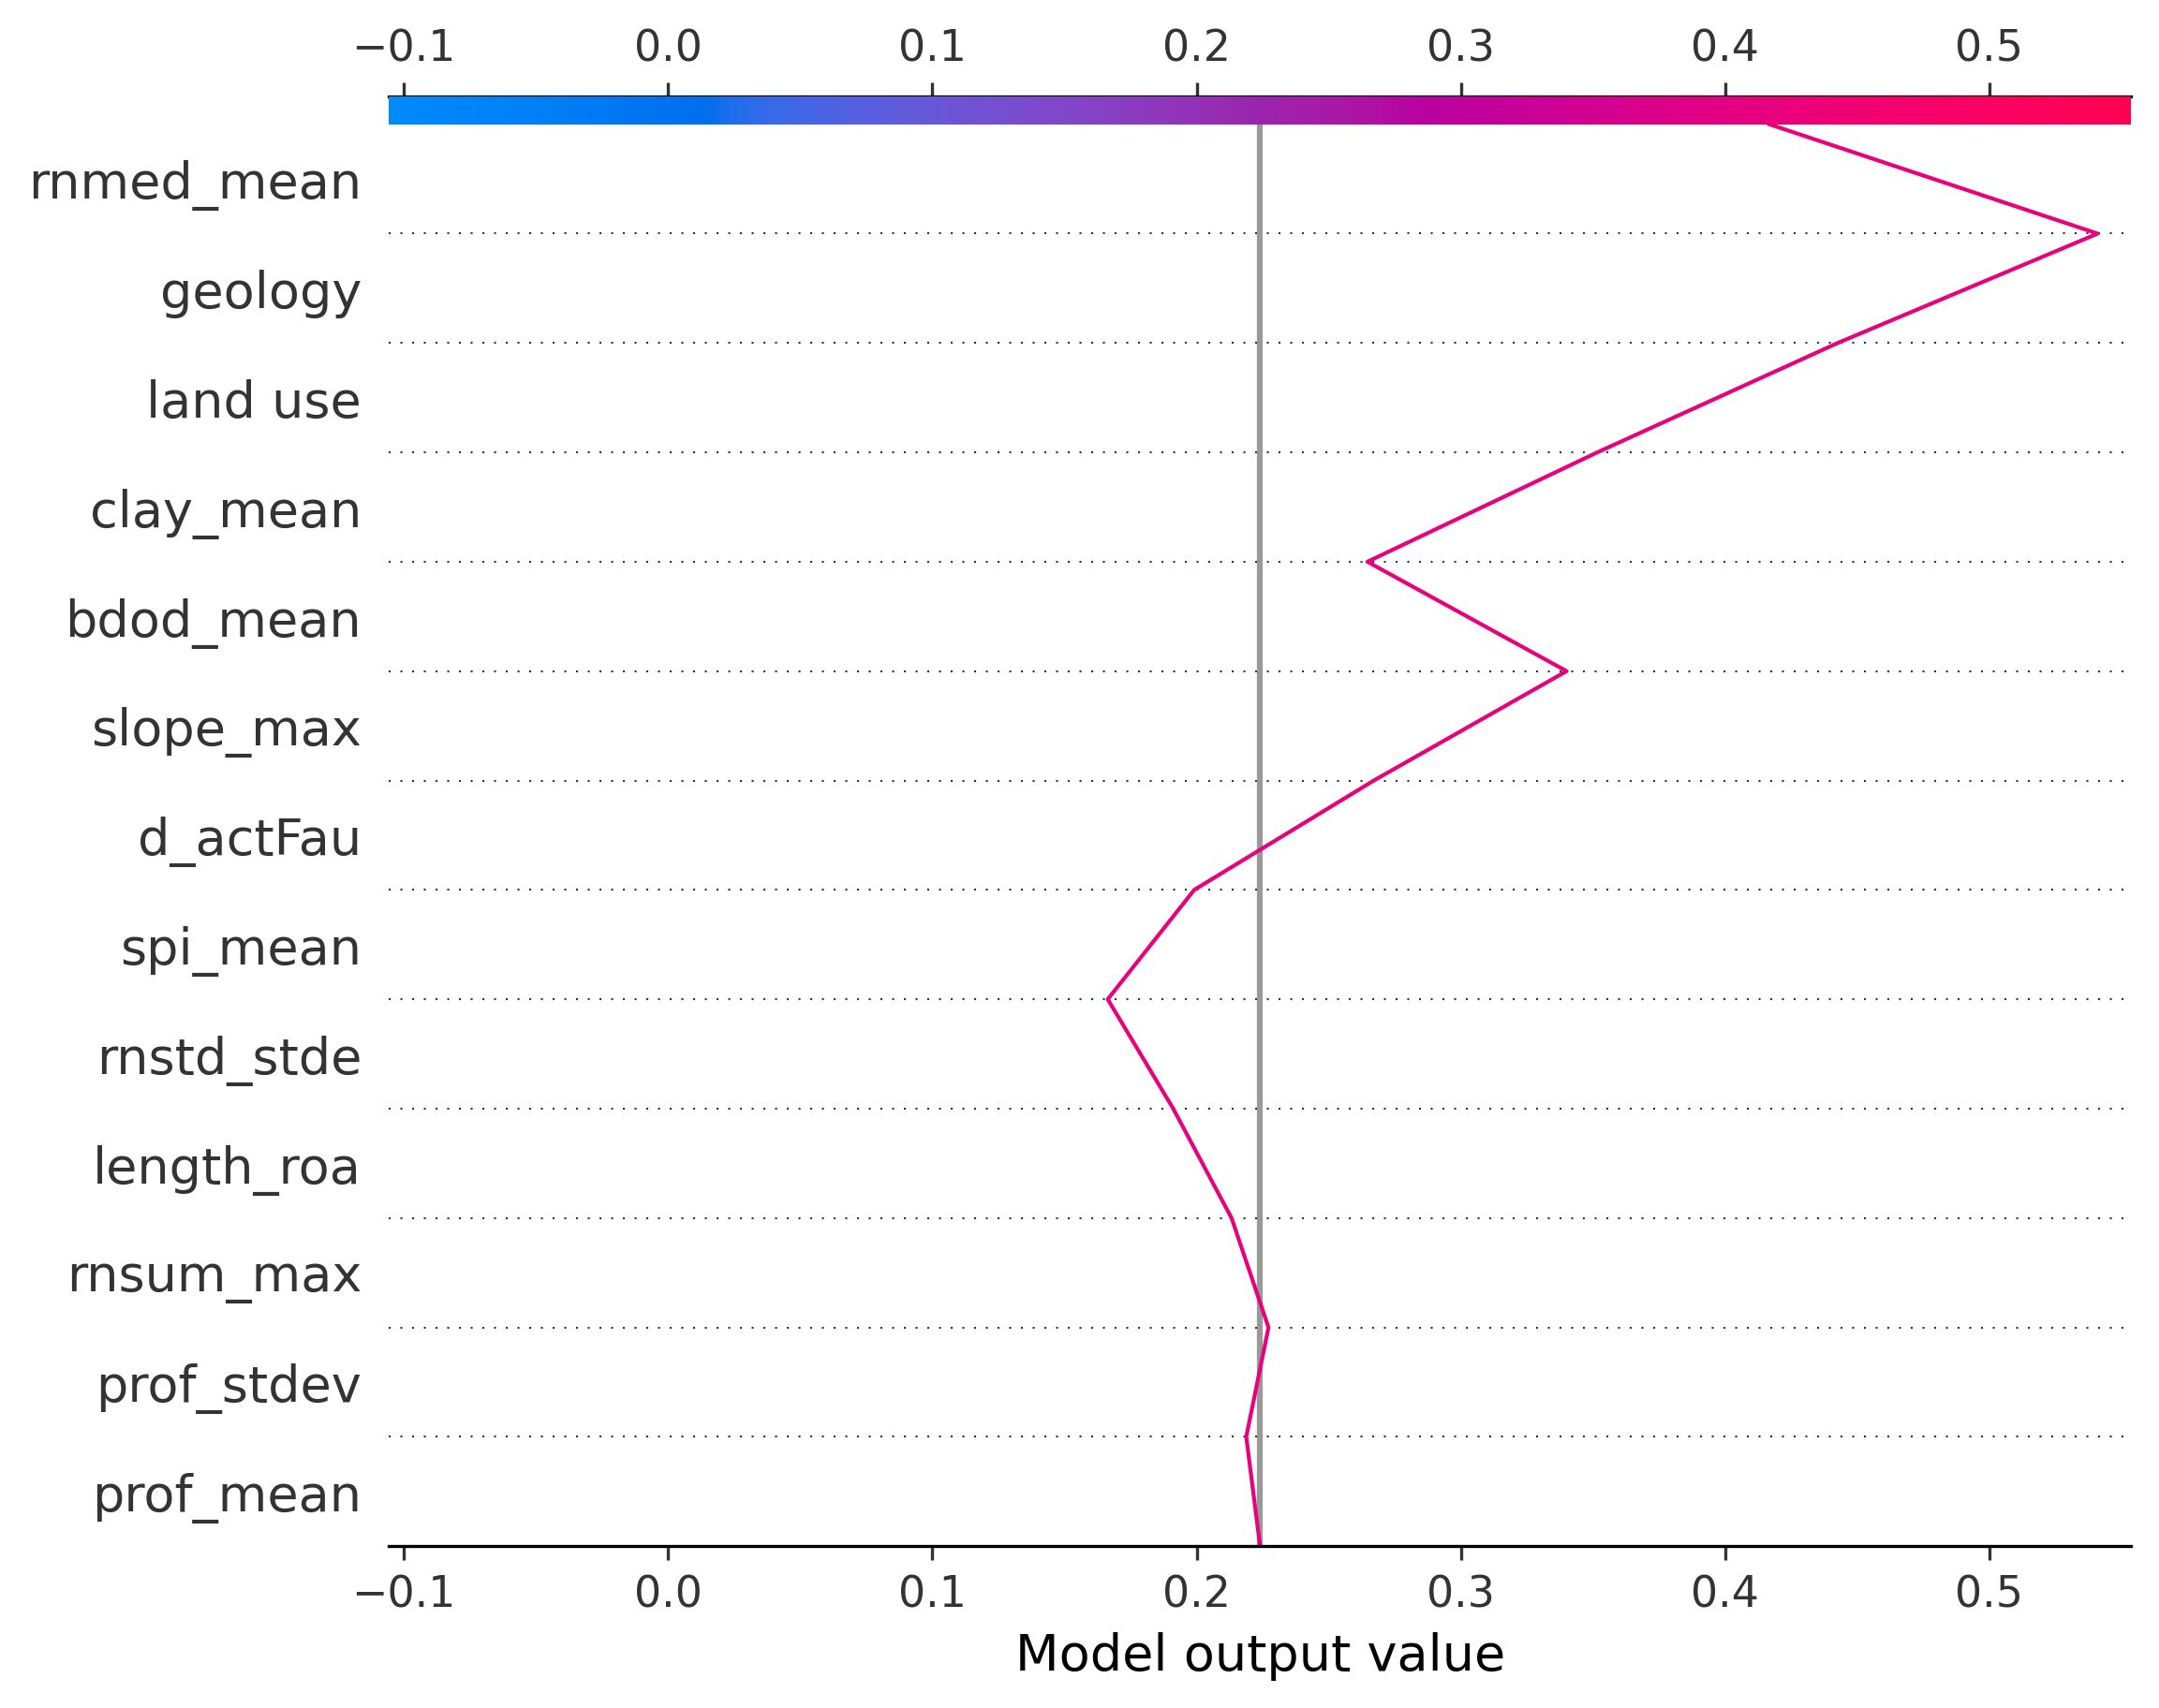 −0.1 0.0 0.1 0.2 0.3 0.4 0.5
rnmed_mean
geology
land use
clay_mean
bdod_mean
slope_max
d_actFau
spi_mean
rnstd_stde
length_roa
rnsum_max
prof_stdev
prof_mean
−0.1 0.0 0.1 0.2 0.3 0.4 0.5
Model output value